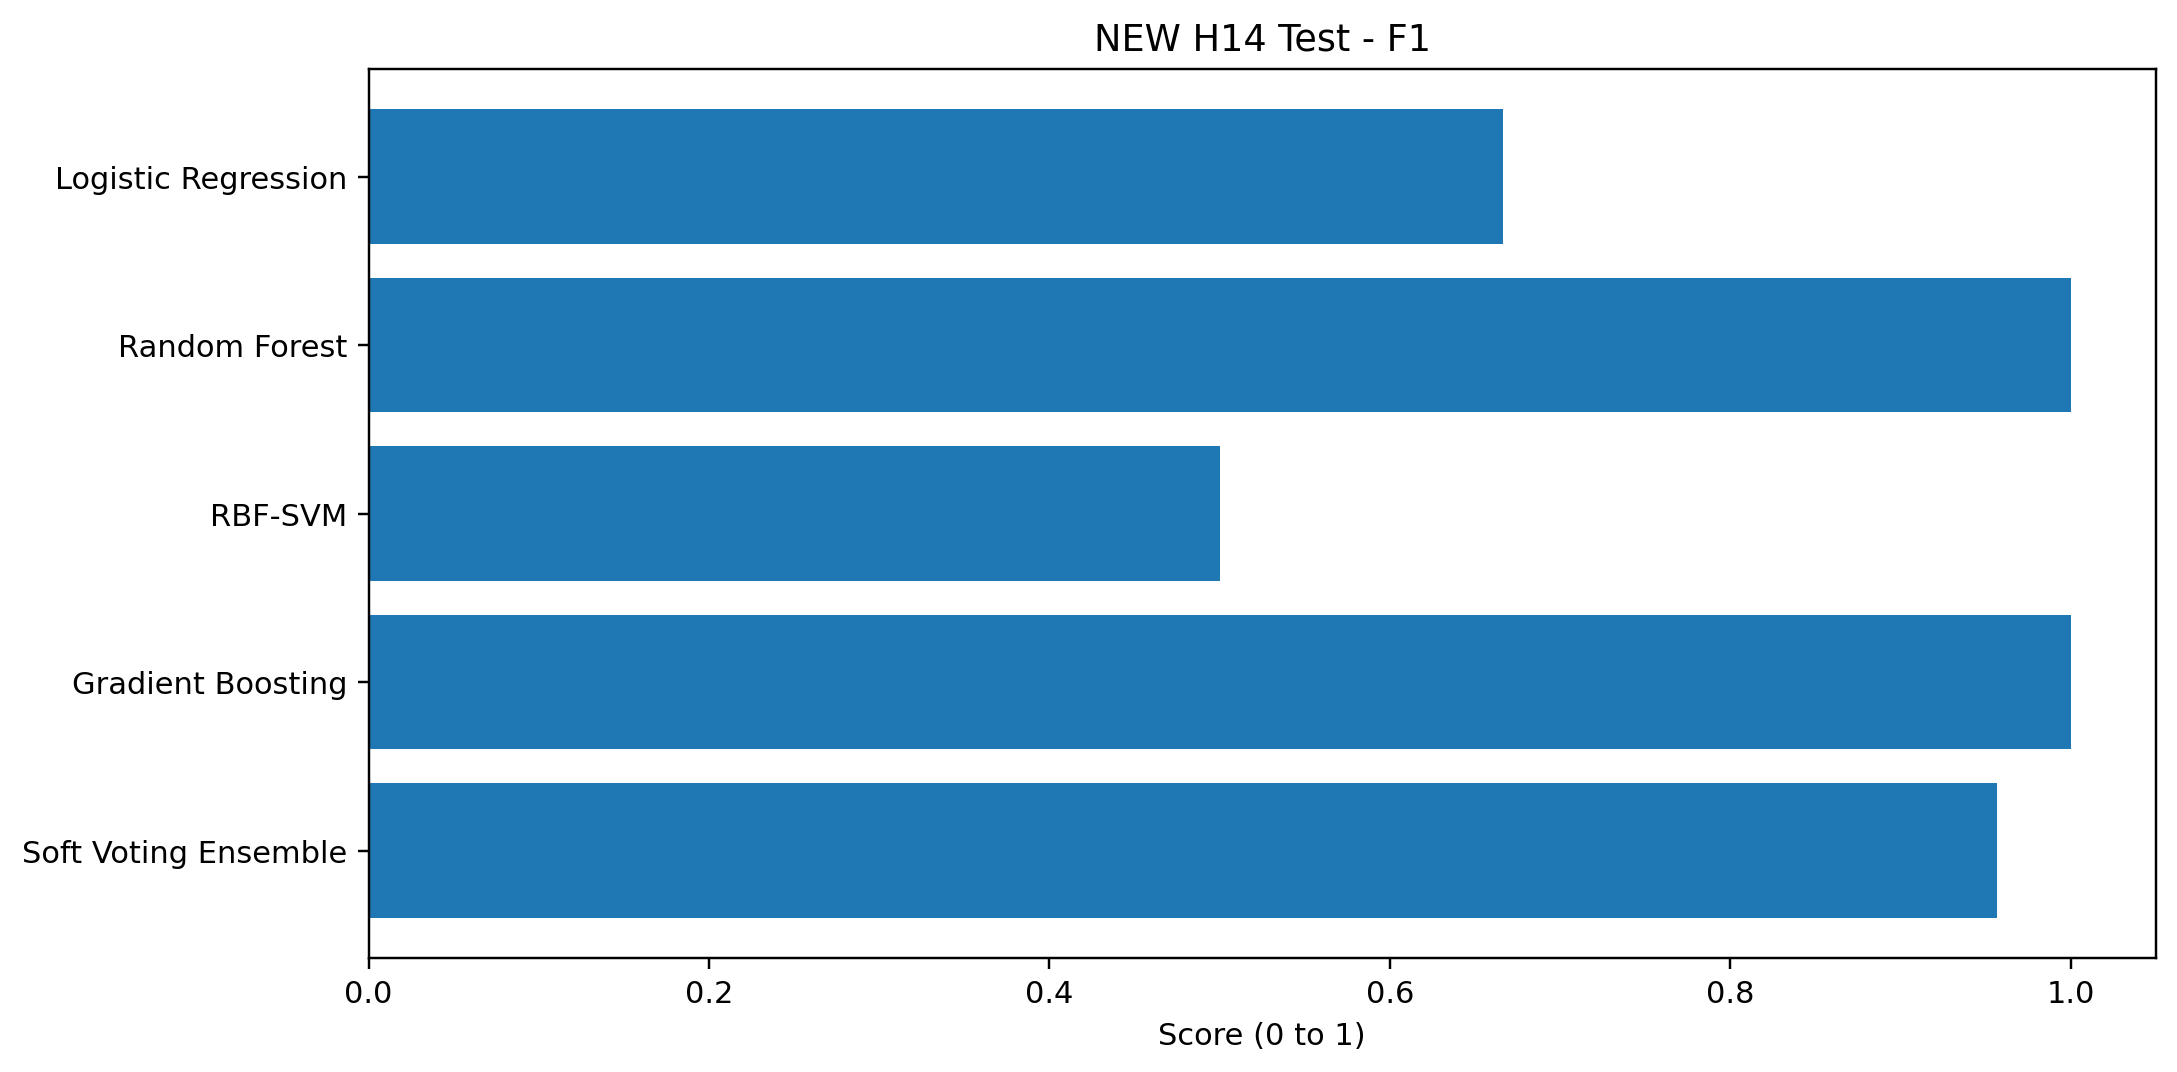 NEW H14 Test - F1
Logistic Regression
Random Forest
RBF-SVM
Gradient Boosting
Soft Voting Ensemble
0.0 0.2 0.4 0.6 0.8 1.0
Score (0 to 1)